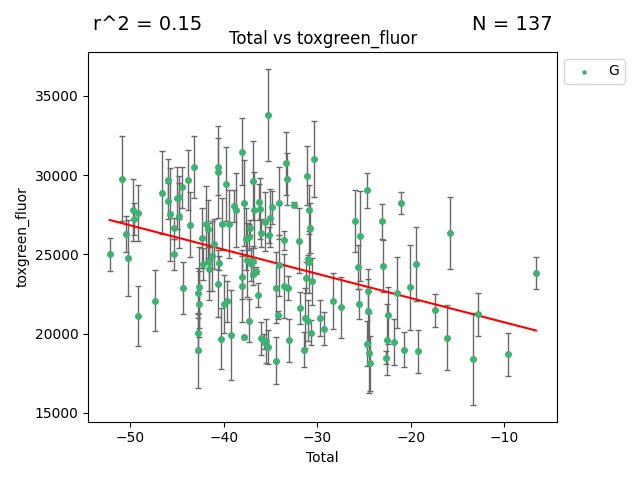 r^2 = 0.15
N = 137
Total vs toxgreen_fluor
G
toxgreen_fluor
35000
30000
25000
20000
15000
−50
−40
−30
−20
−10
Total